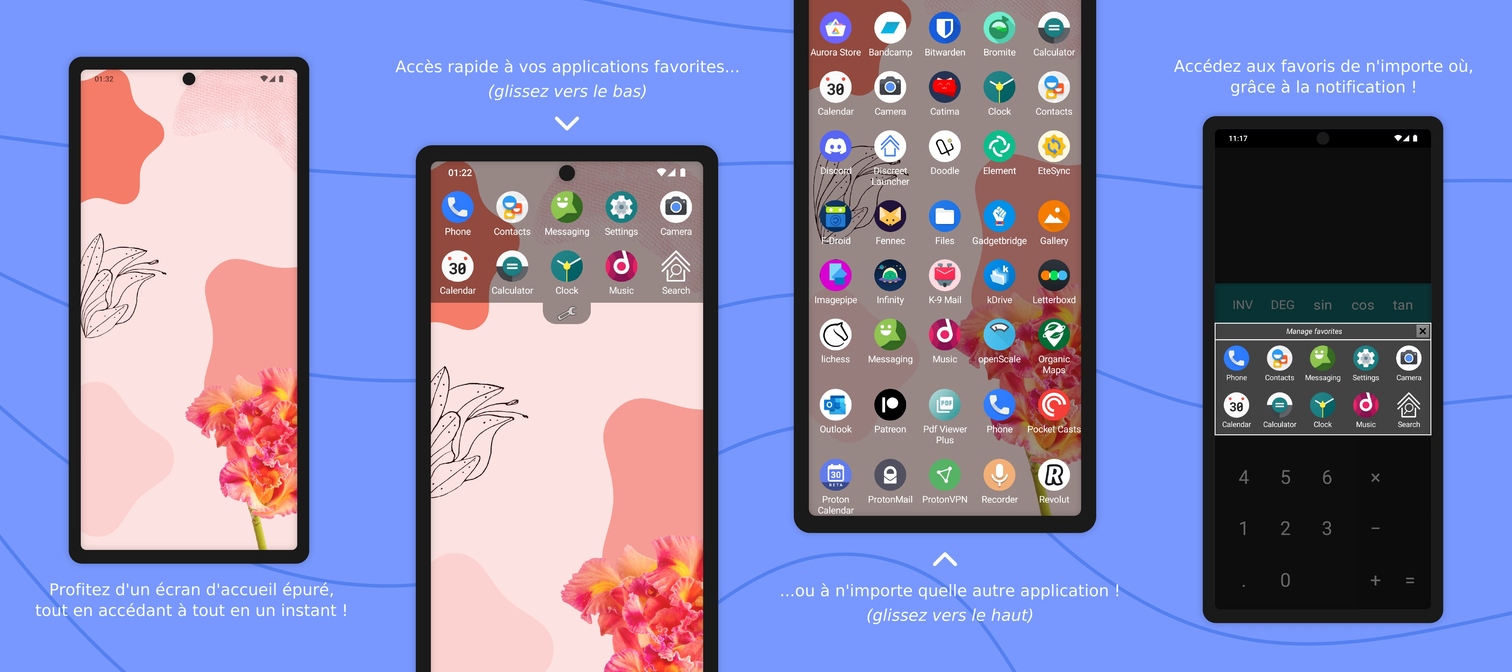 01:32
Profitez d'un écran d'accueil épuré,
tout en accédant à tout en un instant !
Accès rapide à vos applications favorites...
(glissez vers le bas)
01:22
Phone Contacts Messaging Settings Camera
30
Calendar Calculator Clock Music Search
Aurora Store Bandcamp Bitwarden Bromite Calculator
30
Calendar Camera Catima Clock Contacts
Discord Discreet Launcher Doodle Element EteSync
F-Droid Fennec Files Gadgetbridge Gallery
k
Imagepipe Infinity K-9 Mail kDrive Letterboxd
lichess Messaging Music openScale Organic Maps
PDF
Outlook Patreon Pdf Viewer Plus Phone Pocket Casts
30
BETA
R
Proton Calendar ProtonMail ProtonVPN Recorder Revolut
...ou à n'importe quelle autre application !
(glissez vers le haut)
Accédez aux favoris de n'importe où,
grâce à la notification !
11:17
INV DEG sin cos tan
Manage favorites
Phone Contacts Messaging Settings Camera
30
Calendar Calculator Clock Music Search
4 5 6 ×
1 2 3 −
. 0 + =